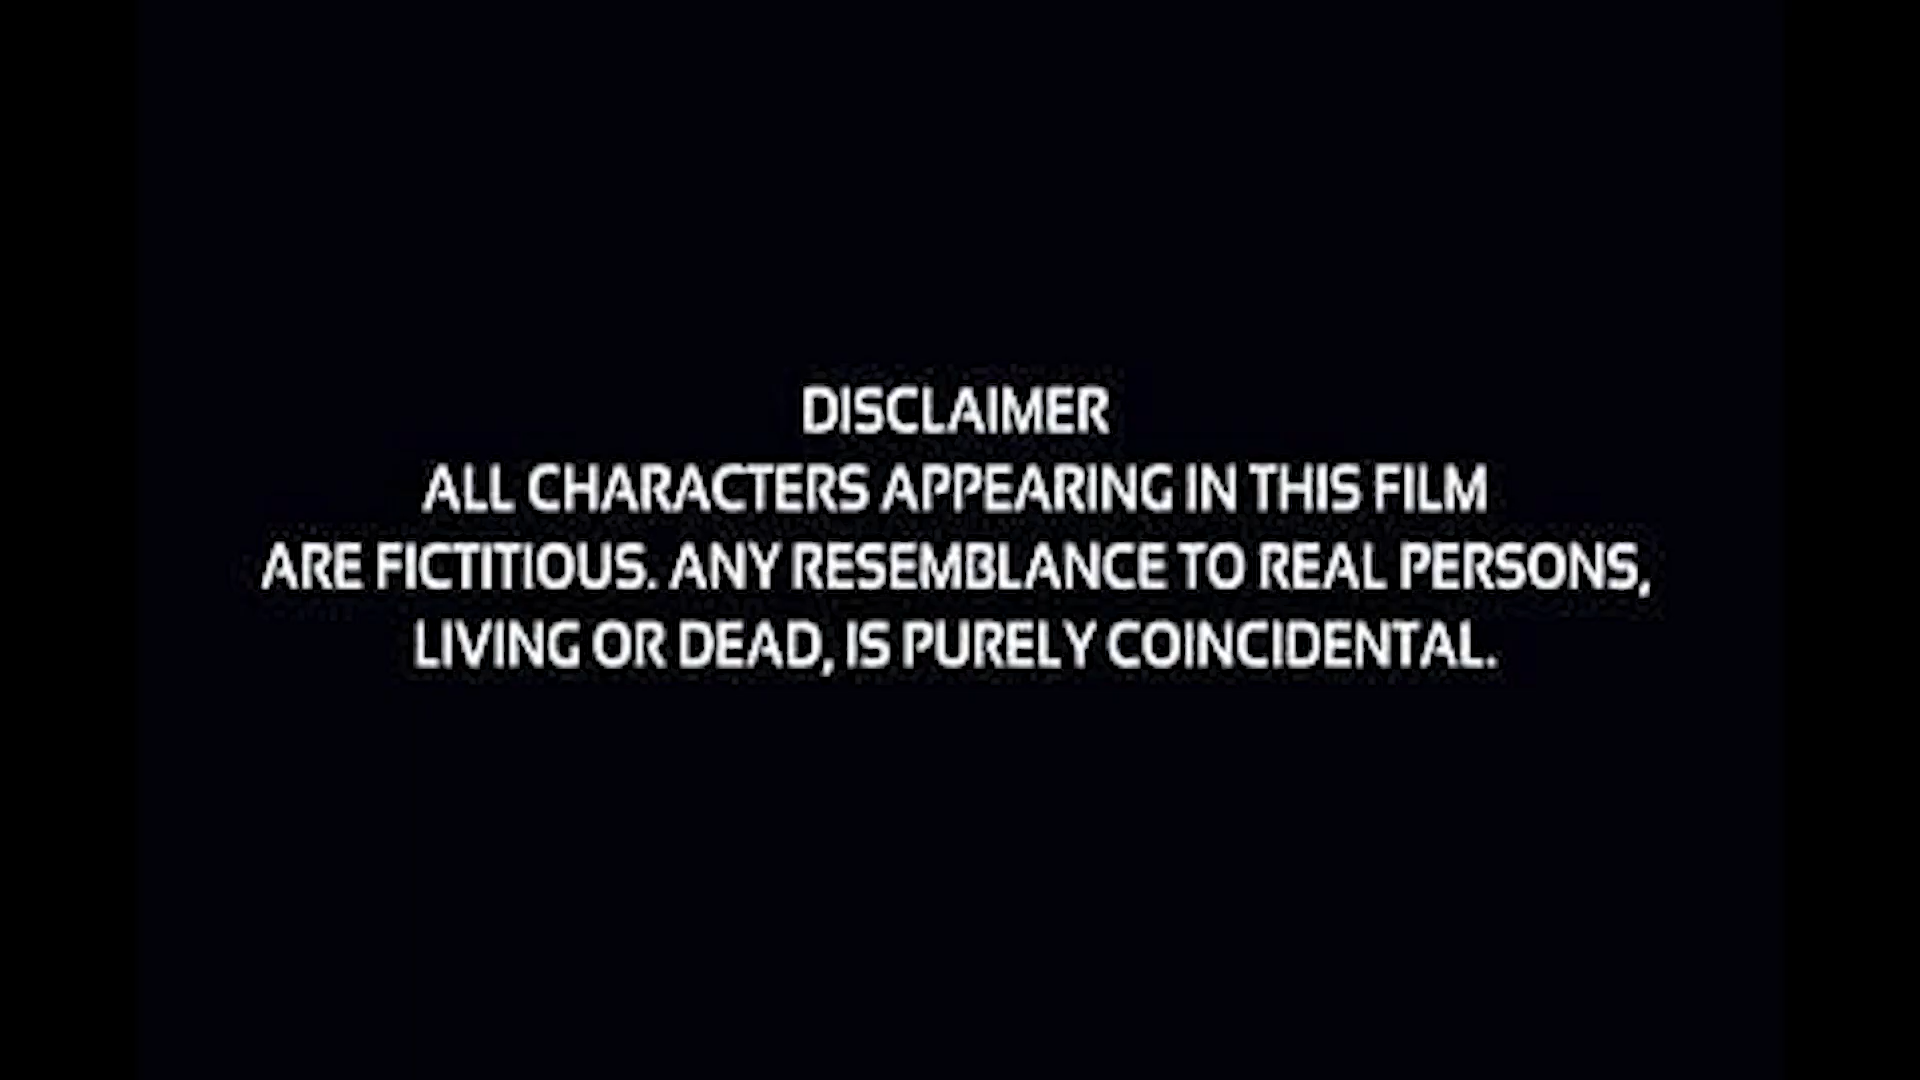 DISCLAIMER
ALL CHARACTERS APPEARING IN THIS FILM
ARE FICTITIOUS. ANY RESEMBLANCE TO REAL PERSONS,
LIVING OR DEAD, IS PURELY COINCIDENTAL.